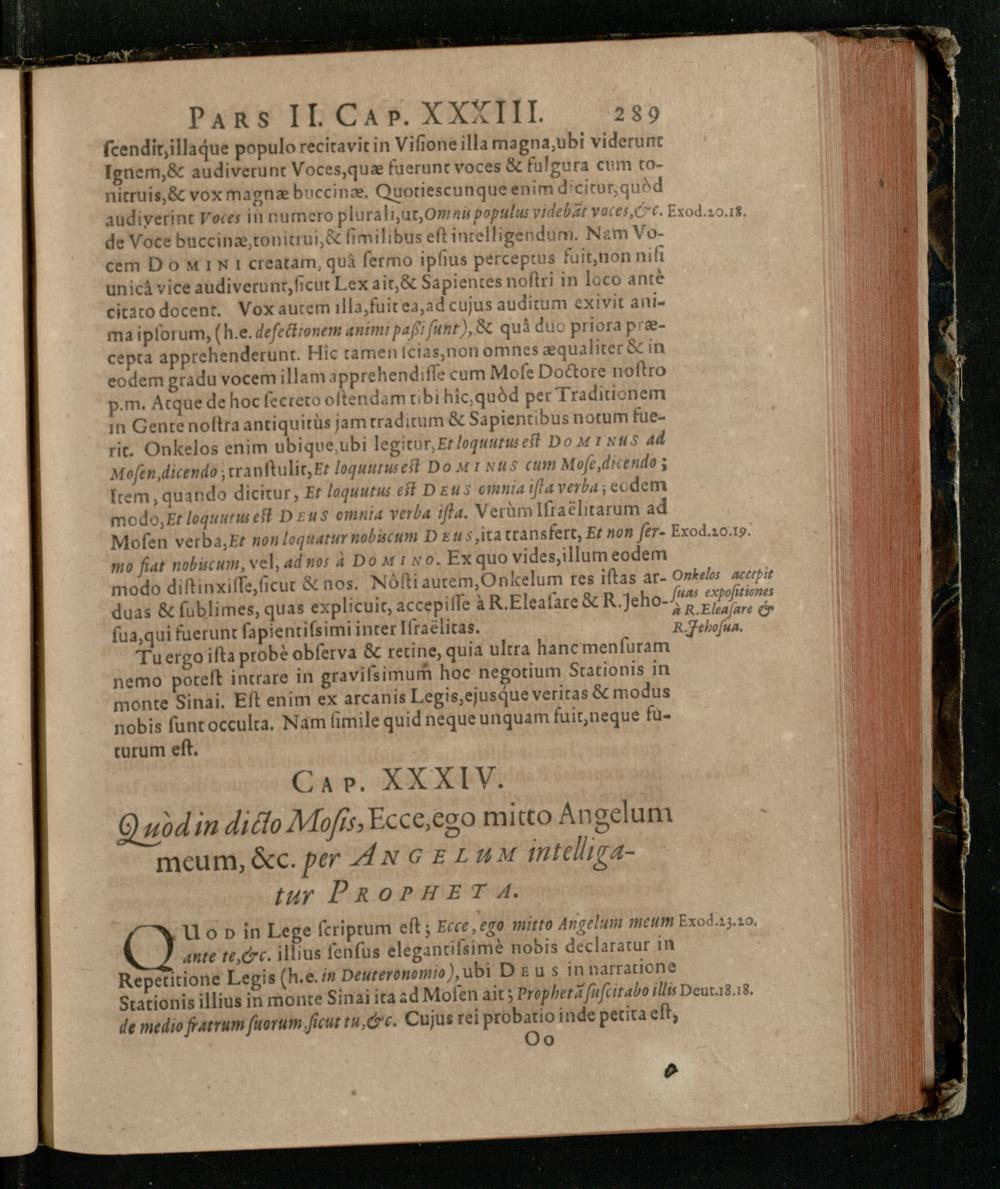 PARS II. CAP. XXXIII. 289
ſcendit,illaque populo recitavit in Viſione illa magna,ubi viderunt
Ignem,& audiverunt Voces,quæ fuerunt voces & fulgura cum to-
nitruis,& vox magnæ buccinæ. Quotiescunque enim dicitur,quòd
audiverint Voces in numero plurali,ut,Omnis populus videbāt voces,&c. Exod.20.18.
de Voce buccinæ,tonitrui,& ſimilibus eſt intelligendum. Nam Vo-
cem DOMINI creatam, quâ ſermo ipſius perceptus fuit,non niſi
unicâ vice audiverunt,ſicut Lex ait,& Sapientes noſtri in loco antè
citato docent. Vox autem illa,fuit ea,ad cujus auditum exivit ani-
ma ipſorum, (h.e. defectionem animi paßi ſunt),& quâ duo priora præ-
cepta apprehenderunt. Hîc tamen ſcias,non omnes æqualiter & in
eodem gradu vocem illam apprehendiſſe cum Moſe Doctore noſtro
p.m. Atque de hoc ſecreto oſtendam tibi hîc,quòd per Traditionem
in Gente noſtra antiquitùs jam traditum & Sapientibus notum fue-
rit. Onkelos enim ubique,ubi legitur,Et loquutus eſt DOMINUS ad
Moſen,dicendo; tranſtulit,Et loquutus eſt DOMINUS cum Moſe,dicendo;
Item, quando dicitur, Et loquutus eſt DEUS omnia iſta verba; eodem
modo,Et loquutus eſt DEUS omnia verba iſta. Verùm Iſraëlitarum ad
Moſen verba,Et non loquatur nobiscum DEUS,ita transfert, Et non ſer- Exod.20.19.
mo fiat nobiscum, vel, ad nos à DOMINO. Ex quo vides,illum eodem
modo diſtinxiſſe,ſicut & nos. Nôſti autem,Onkelum res iſtas ar-
duas & ſublimes, quas explicuit, accepiſſe à R.Eleaſare & R.Jeho-
ſua,qui fuerunt ſapientiſsimi inter Iſraëlitas.
Onkelos accepit
ſuas expoſitiones
à R.Eleaſare &
R.Jehoſua.
Tu ergo iſta probè obſerva & retine, quia ultra hanc menſuram
nemo poteſt intrare in graviſsimum hoc negotium Stationis in
monte Sinai. Eſt enim ex arcanis Legis,ejusque veritas & modus
nobis ſunt occulta. Nam ſimile quid neque unquam fuit,neque fu-
turum eſt.
CAP. XXXIV.
Quòd in dicto Moſis, Ecce,ego mitto Angelum
meum, &c. per ANGELUM intelliga-
tur PROPHETA.
QUOD in Lege ſcriptum eſt; Ecce, ego mitto Angelum meum Exod.23.20.
ante te,&c. illius ſenſus elegantiſsimè nobis declaratur in
Repetitione Legis (h.e. in Deuteronomio), ubi DEUS in narratione
Stationis illius in monte Sinai ita ad Moſen ait; Prophetā ſuſcitabo illis Deut.18.18.
de medio fratrum ſuorum,ſicut tu,&c. Cujus rei probatio inde petita eſt,
Oo